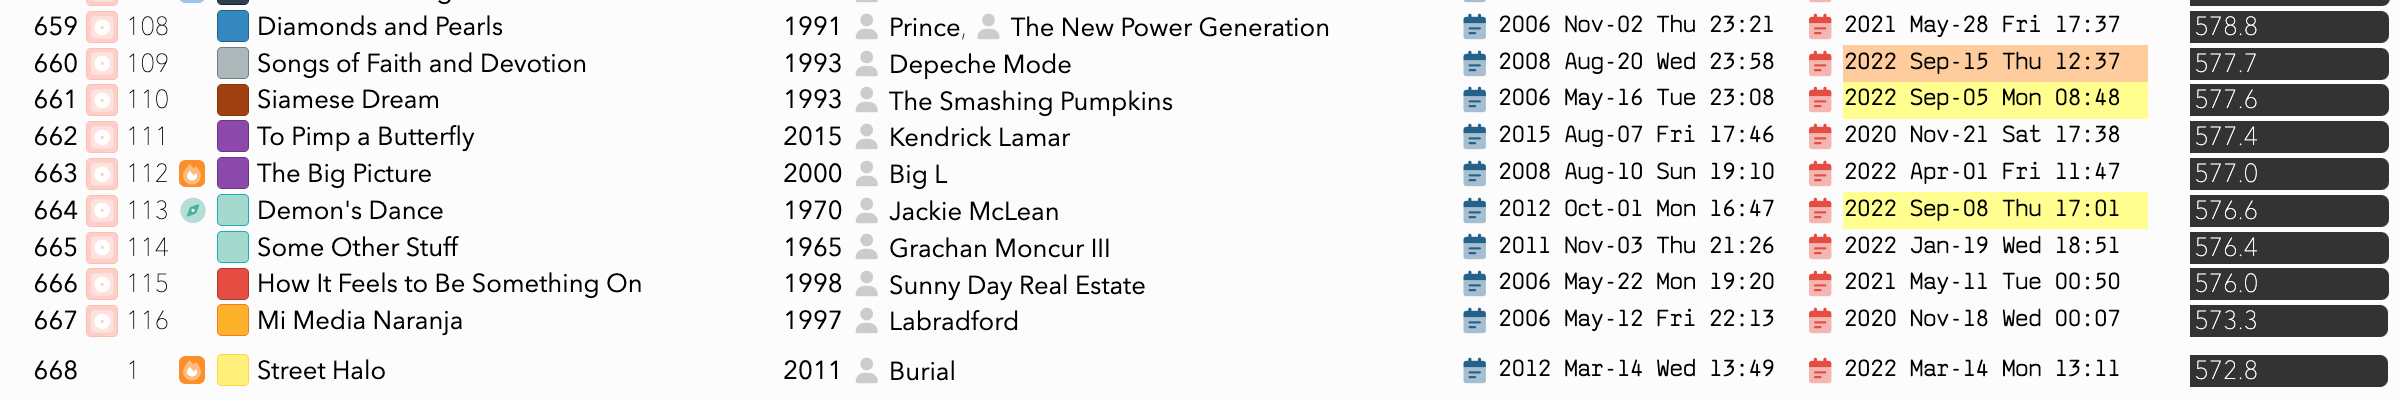 659 108 Diamonds and Pearls 1991 Prince, The New Power Generation 2006 Nov-02 Thu 23:21 2021 May-28 Fri 17:37 578.8
660 109 Songs of Faith and Devotion 1993 Depeche Mode 2008 Aug-20 Wed 23:58 2022 Sep-15 Thu 12:37 577.7
661 110 Siamese Dream 1993 The Smashing Pumpkins 2006 May-16 Tue 23:08 2022 Sep-05 Mon 08:48 577.6
662 111 To Pimp a Butterfly 2015 Kendrick Lamar 2015 Aug-07 Fri 17:46 2020 Nov-21 Sat 17:38 577.4
663 112 The Big Picture 2000 Big L 2008 Aug-10 Sun 19:10 2022 Apr-01 Fri 11:47 577.0
664 113 Demon's Dance 1970 Jackie McLean 2012 Oct-01 Mon 16:47 2022 Sep-08 Thu 17:01 576.6
665 114 Some Other Stuff 1965 Grachan Moncur III 2011 Nov-03 Thu 21:26 2022 Jan-19 Wed 18:51 576.4
666 115 How It Feels to Be Something On 1998 Sunny Day Real Estate 2006 May-22 Mon 19:20 2021 May-11 Tue 00:50 576.0
667 116 Mi Media Naranja 1997 Labradford 2006 May-12 Fri 22:13 2020 Nov-18 Wed 00:07 573.3
668 1 Street Halo 2011 Burial 2012 Mar-14 Wed 13:49 2022 Mar-14 Mon 13:11 572.8